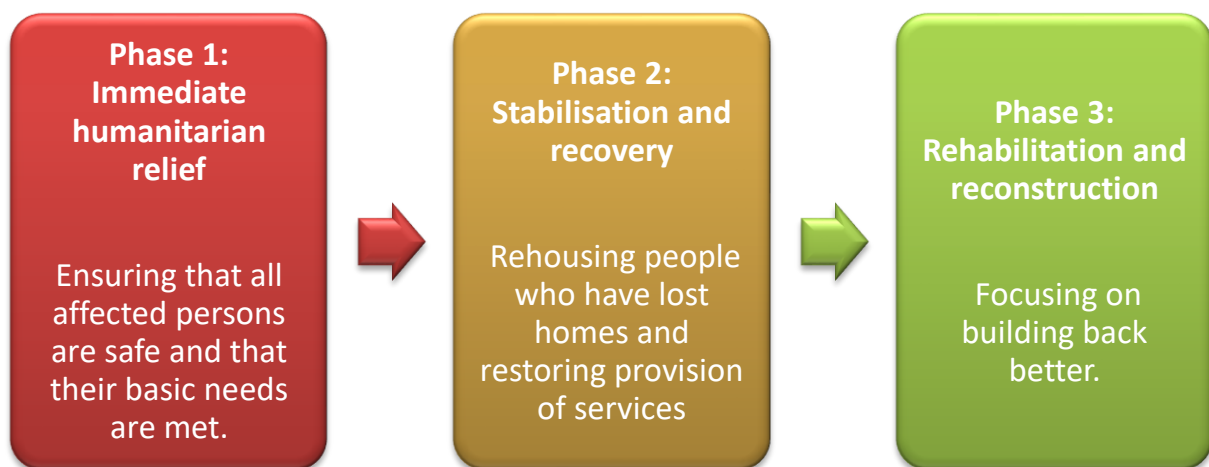 Phase 1:
Immediate
humanitarian
relief
Ensuring that all
affected persons
are safe and that
their basic needs
are met.
Phase 2:
Stabilisation and
recovery
Rehousing people
who have lost
homes and
restoring provision
of services
Phase 3:
Rehabilitation and
reconstruction
Focusing on
building back
better.